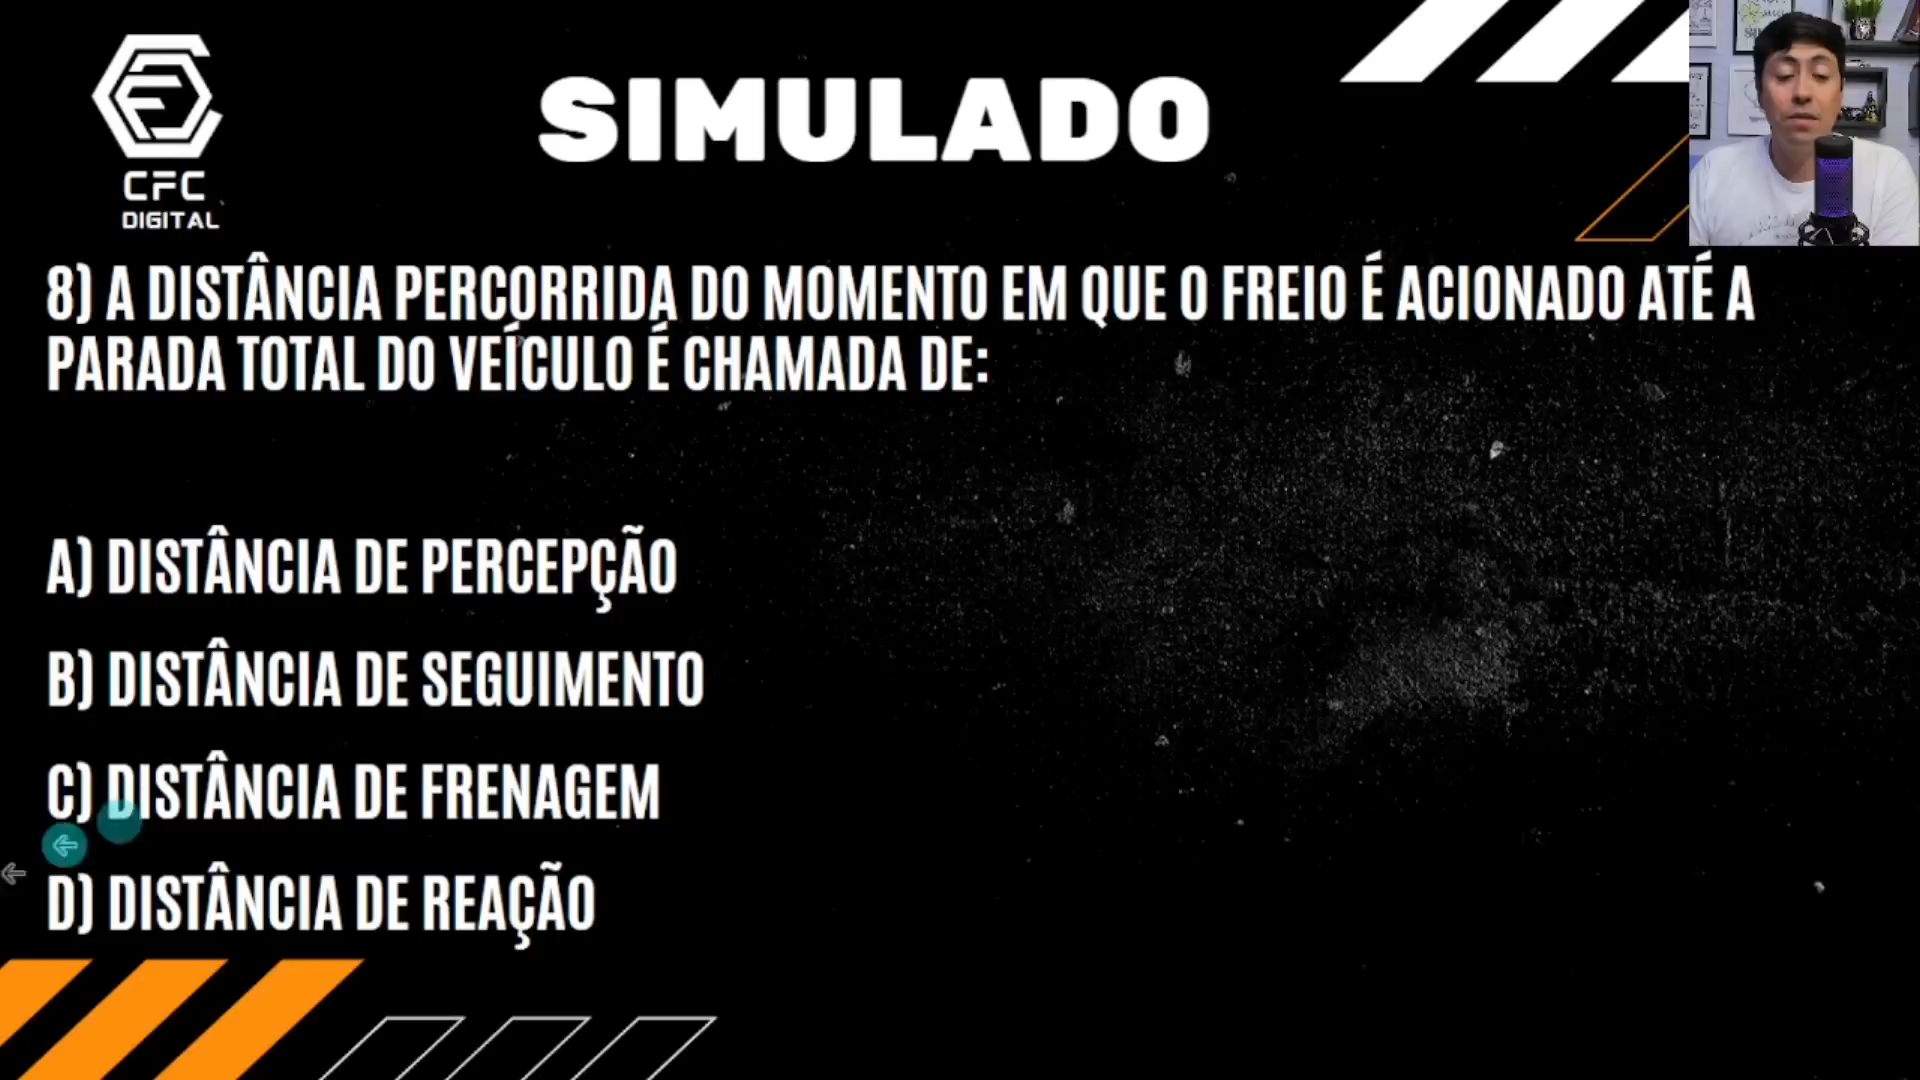 CFC
DIGITAL
SIMULADO
8) A DISTÂNCIA PERCORRIDA DO MOMENTO EM QUE O FREIO É ACIONADO ATÉ A
PARADA TOTAL DO VEÍCULO É CHAMADA DE:
A) DISTÂNCIA DE PERCEPÇÃO
B) DISTÂNCIA DE SEGUIMENTO
C) DISTÂNCIA DE FRENAGEM
D) DISTÂNCIA DE REAÇÃO